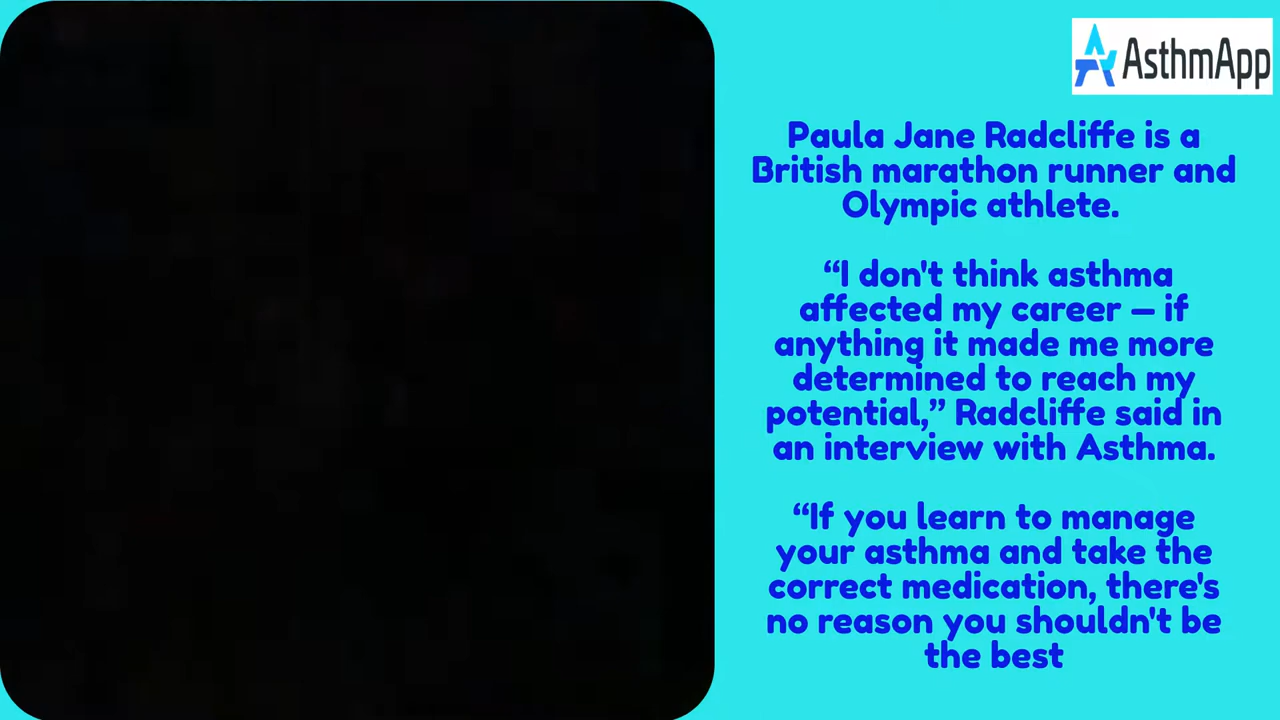 AsthmApp
Paula Jane Radcliffe is a
British marathon runner and
Olympic athlete.
“I don't think asthma
affected my career – if
anything it made me more
determined to reach my
potential,” Radcliffe said in
an interview with Asthma.
“If you learn to manage
your asthma and take the
correct medication, there's
no reason you shouldn't be
the best